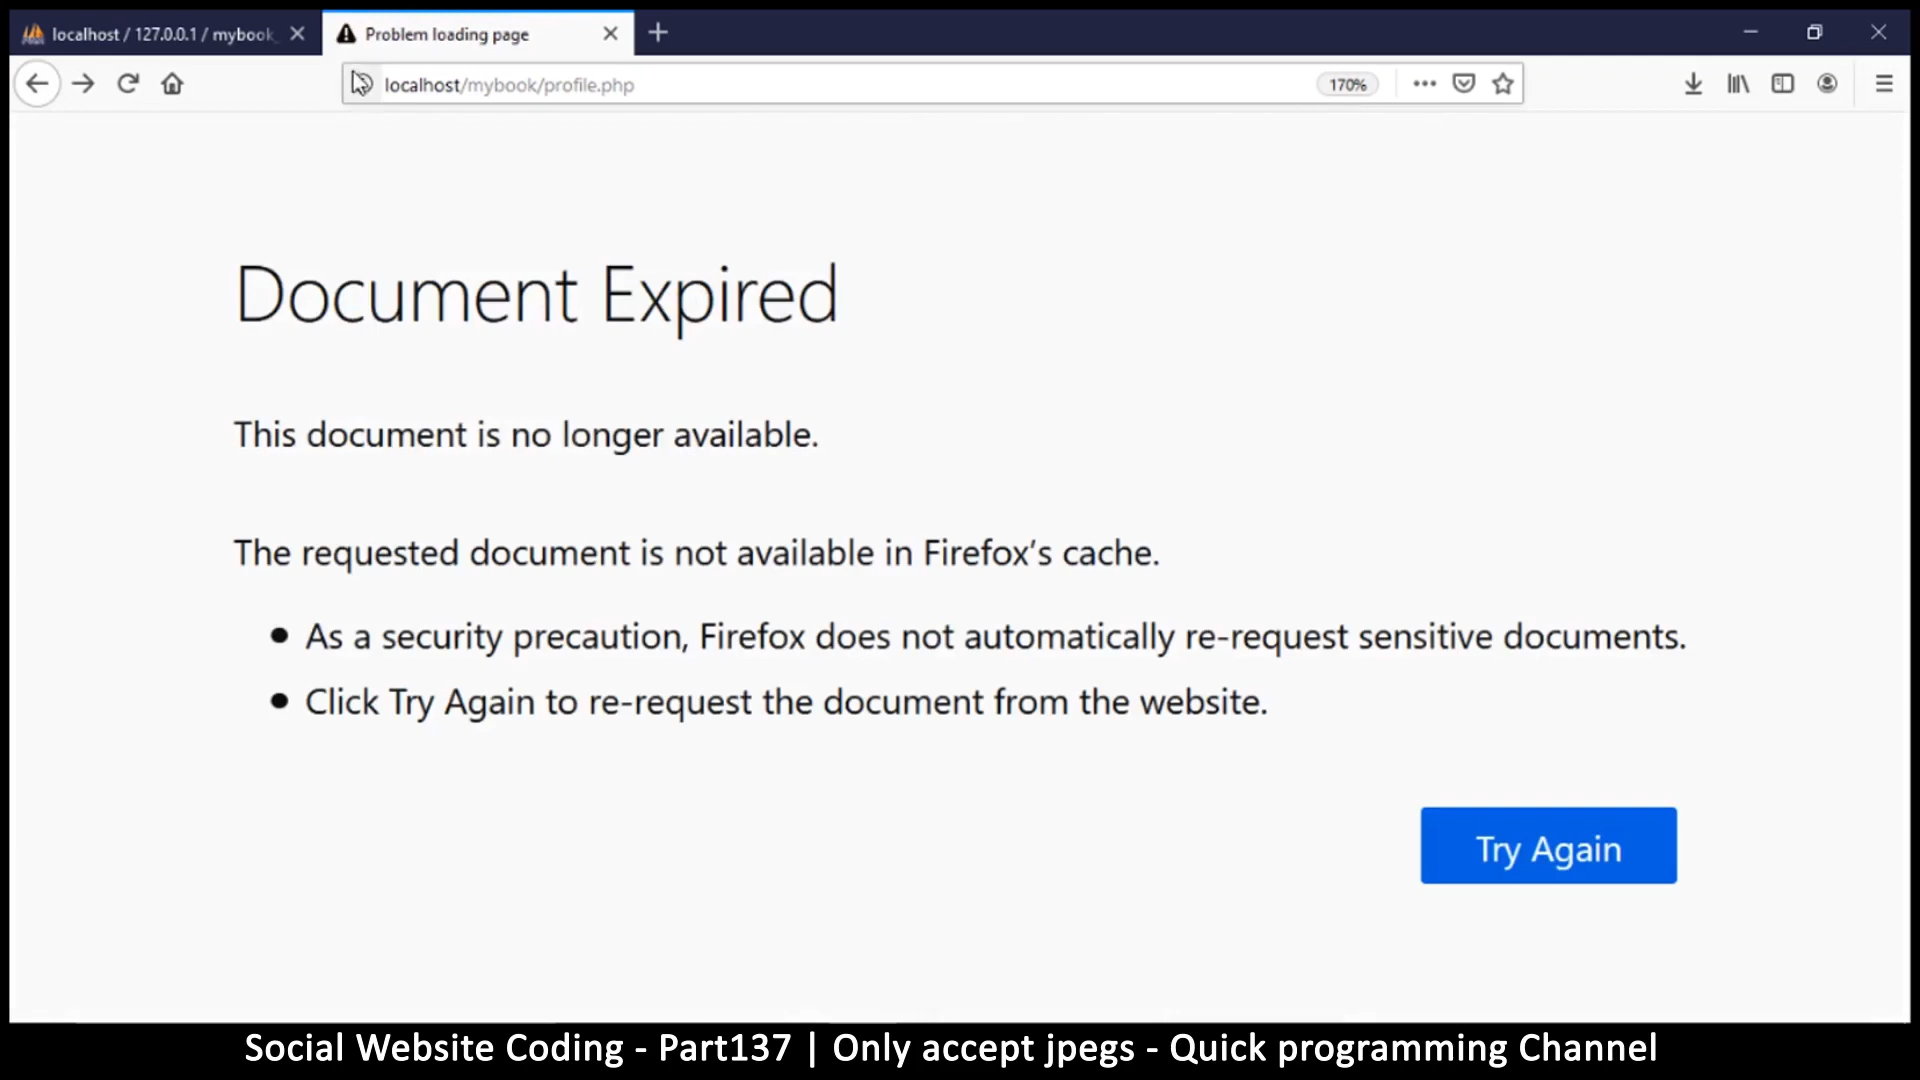 localhost / 127.0.0.1 / mybook_
Problem loading page
localhost/mybook/profile.php
170%
Document Expired
This document is no longer available.
The requested document is not available in Firefox’s cache.
As a security precaution, Firefox does not automatically re-request sensitive documents.
Click Try Again to re-request the document from the website.
Try Again
Social Website Coding - Part137 | Only accept jpegs - Quick programming Channel